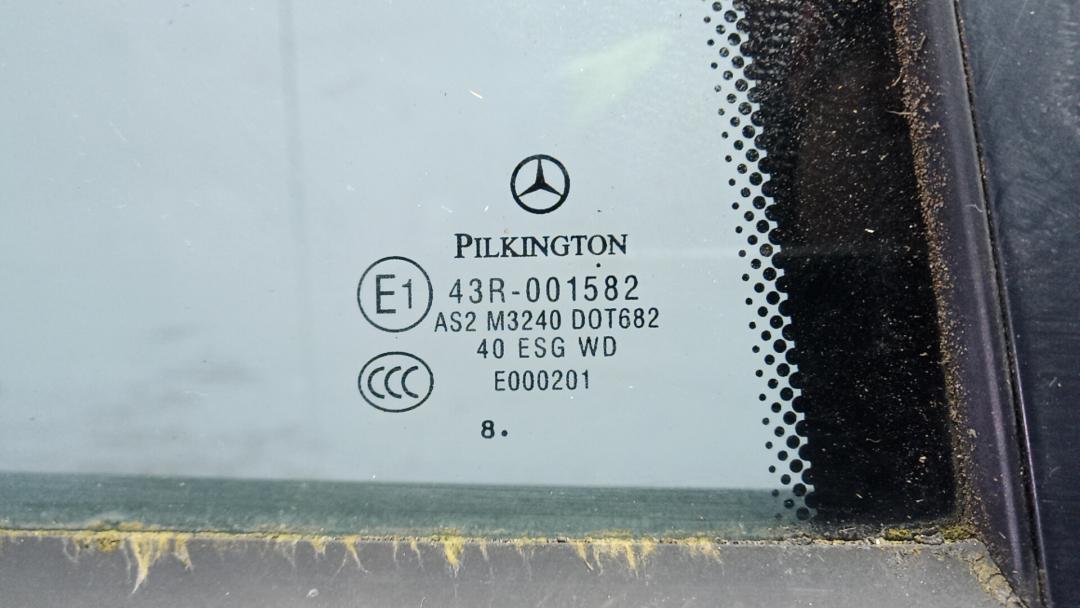 PILKINGTON
E1 43R-001582
AS2 M3240 DOT682
40 ESG WD
CCC E000201
8.